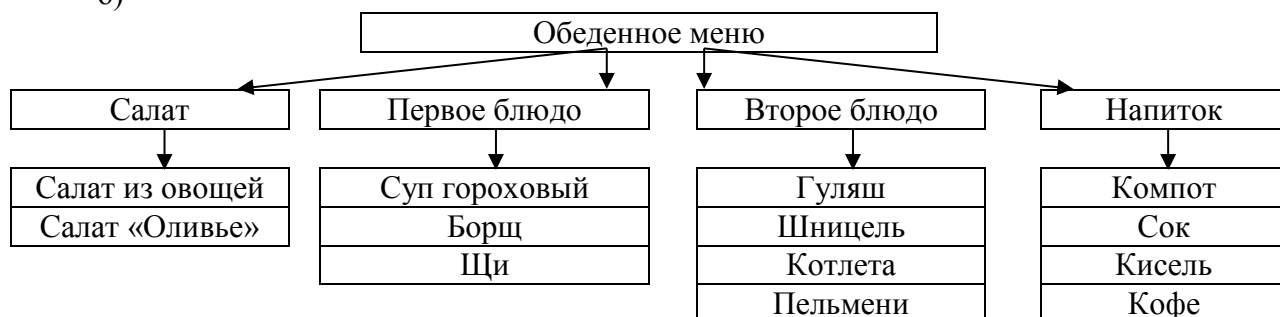 Обеденное меню
Салат Первое блюдо Второе блюдо Напиток
Салат из овощей Суп гороховый Гуляш Компот
Салат «Оливье» Борщ Шницель Сок
Щи Котлета Кисель
Пельмени Кофе